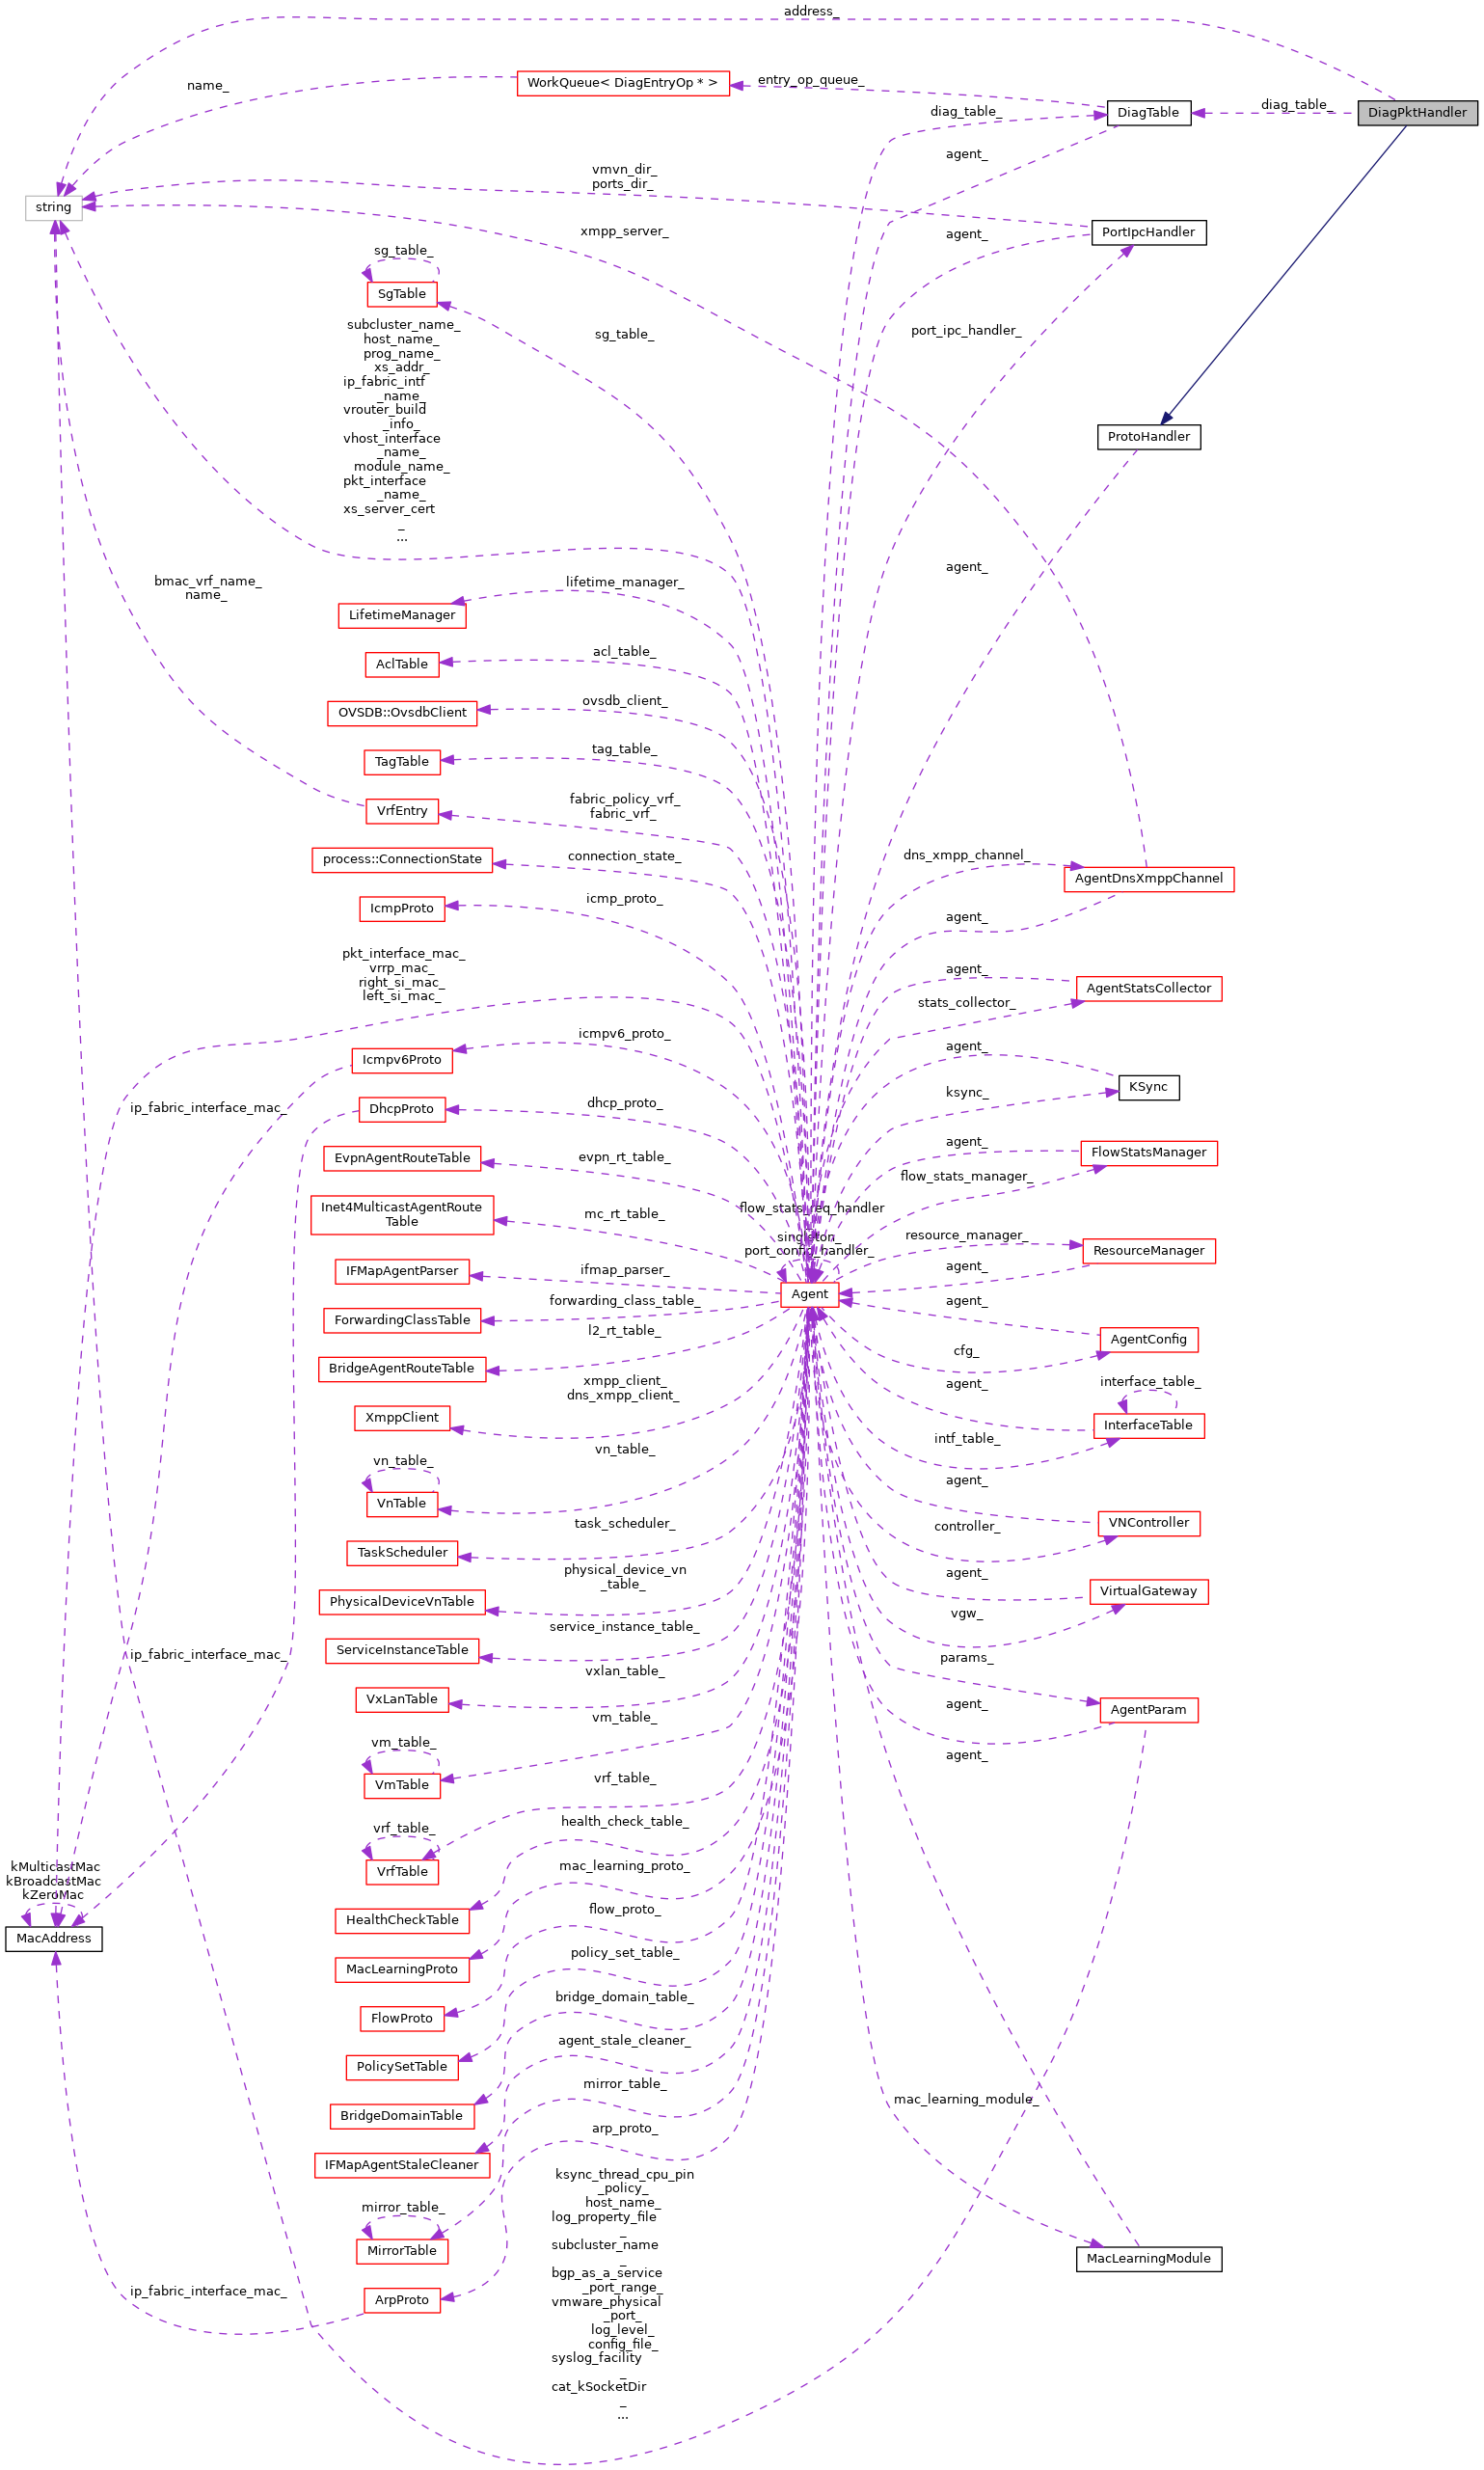 address_
name_
WorkQueue< DiagEntryOp * >
entry_op_queue_
diag_table_
DiagTable
diag_table_
DiagPktHandler
agent_
vmvn_dir_
ports_dir_
string
xmpp_server_
agent_
PortIpcHandler
sg_table_
SgTable
sg_table_
port_ipc_handler_
subcluster_name_
host_name_
prog_name_
xs_addr_
ip_fabric_intf
_name_
vrouter_build
_info_
vhost_interface
_name_
module_name_
pkt_interface
_name_
xs_server_cert
_
...
ProtoHandler
agent_
bmac_vrf_name_
name_
lifetime_manager_
LifetimeManager
acl_table_
AclTable
ovsdb_client_
OVSDB::OvsdbClient
tag_table_
TagTable
fabric_policy_vrf_
fabric_vrf_
VrfEntry
connection_state_
process::ConnectionState
dns_xmpp_channel_
AgentDnsXmppChannel
icmp_proto_
IcmpProto
agent_
pkt_interface_mac_
vrrp_mac_
right_si_mac_
left_si_mac_
agent_
stats_collector_
AgentStatsCollector
icmpv6_proto_
Icmpv6Proto
agent_
ksync_
KSync
ip_fabric_interface_mac_
dhcp_proto_
DhcpProto
evpn_rt_table_
EvpnAgentRouteTable
agent_
flow_stats_manager_
FlowStatsManager
mc_rt_table_
Inet4MulticastAgentRoute
Table
flow_stats_req_handler
_
singleton_
port_config_handler_
resource_manager_
ResourceManager
agent_
ifmap_parser_
IFMapAgentParser
Agent
forwarding_class_table_
ForwardingClassTable
agent_
AgentConfig
cfg_
l2_rt_table_
BridgeAgentRouteTable
xmpp_client_
dns_xmpp_client_
XmppClient
agent_
interface_table_
InterfaceTable
intf_table_
vn_table_
VnTable
vn_table_
agent_
VNController
controller_
task_scheduler_
TaskScheduler
physical_device_vn
_table_
PhysicalDeviceVnTable
agent_
VirtualGateway
vgw_
service_instance_table_
ServiceInstanceTable
ip_fabric_interface_mac_
params_
vxlan_table_
VxLanTable
agent_
AgentParam
vm_table_
VmTable
vm_table_
agent_
vrf_table_
VrfTable
vrf_table_
health_check_table_
HealthCheckTable
kMulticastMac
kBroadcastMac
kZeroMac
MacAddress
mac_learning_proto_
MacLearningProto
flow_proto_
FlowProto
policy_set_table_
PolicySetTable
bridge_domain_table_
BridgeDomainTable
agent_stale_cleaner_
IFMapAgentStaleCleaner
mac_learning_module_
MacLearningModule
mirror_table_
MirrorTable
mirror_table_
arp_proto_
ArpProto
ip_fabric_interface_mac_
ksync_thread_cpu_pin
_policy_
host_name_
log_property_file
_
subcluster_name
_
bgp_as_a_service
_port_range_
vmware_physical
_port_
log_level_
config_file_
syslog_facility
_
cat_kSocketDir
_
...